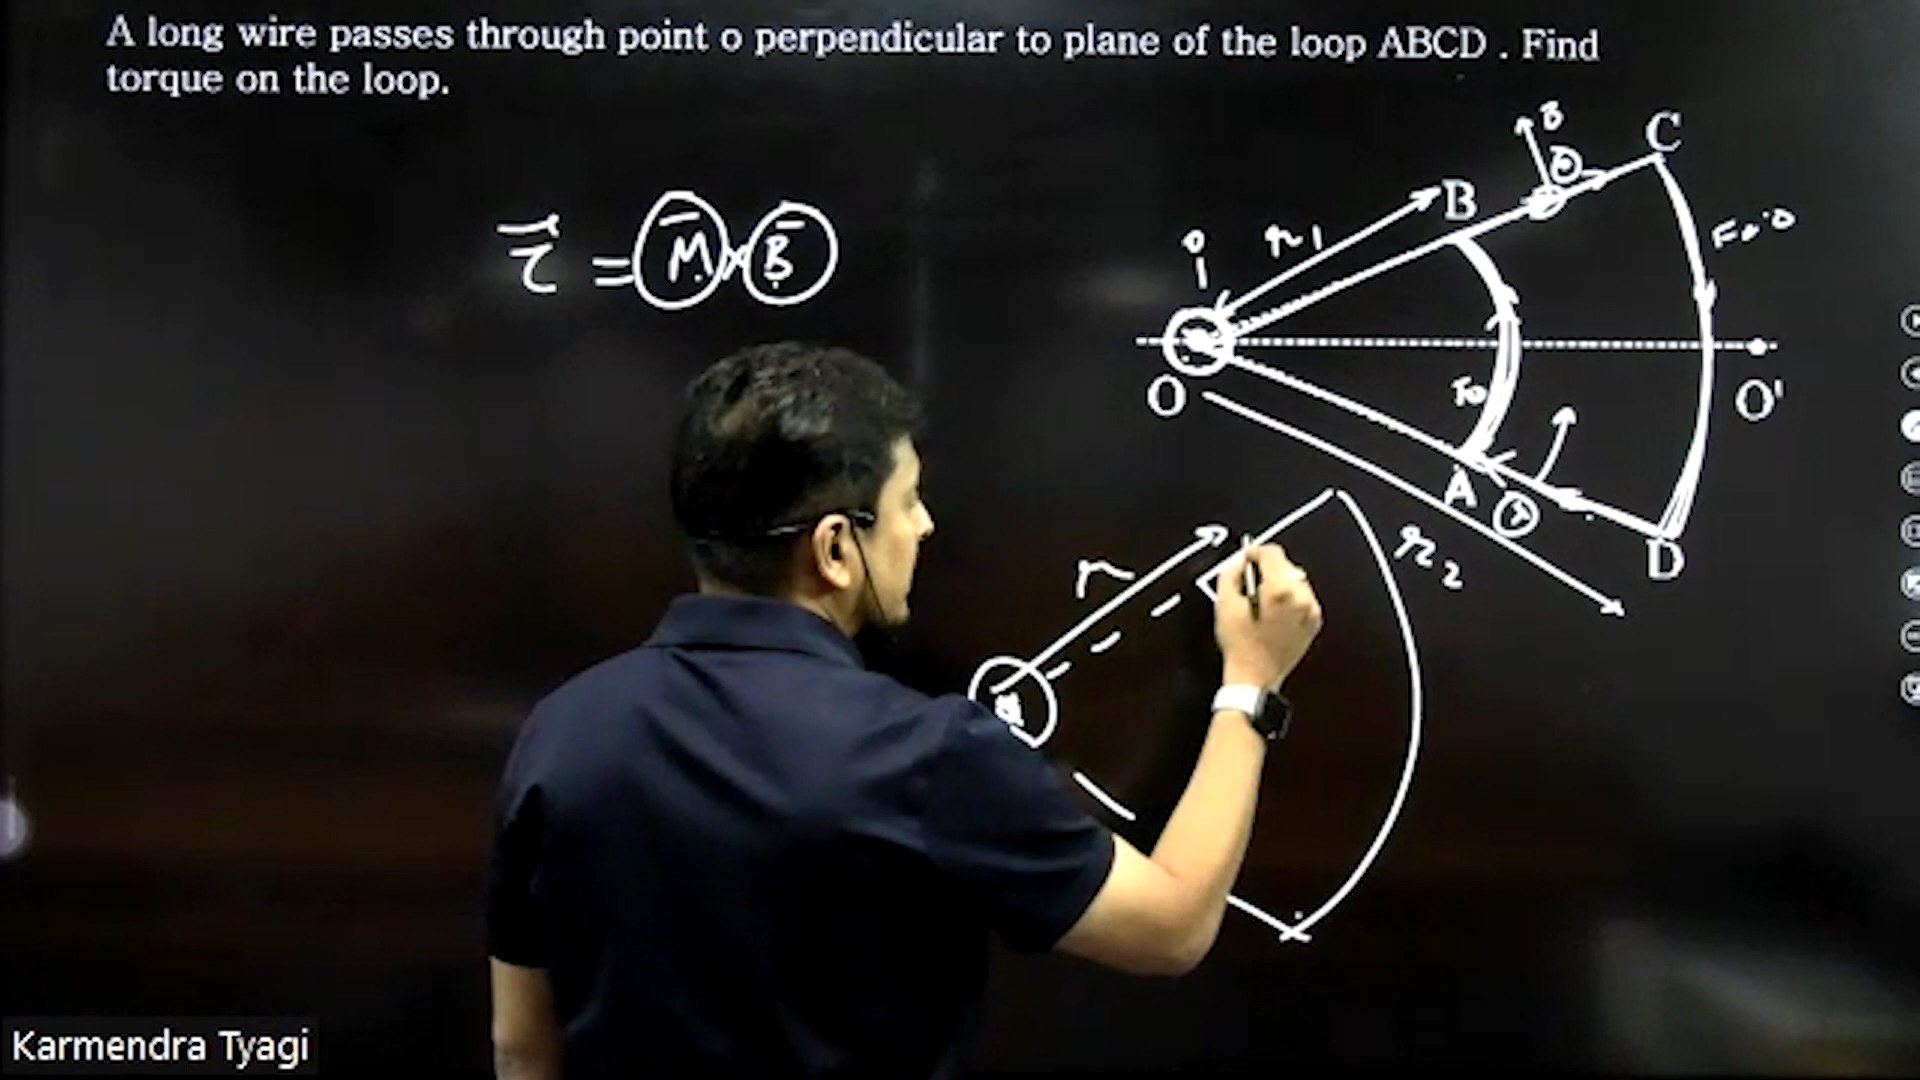 A long wire passes through point o perpendicular to plane of the loop ABCD . Find
torque on the loop.
τ = M × B
B
C
B
r₁
i
F=0
O
O'
A
D
r₂
r
Karmendra Tyagi